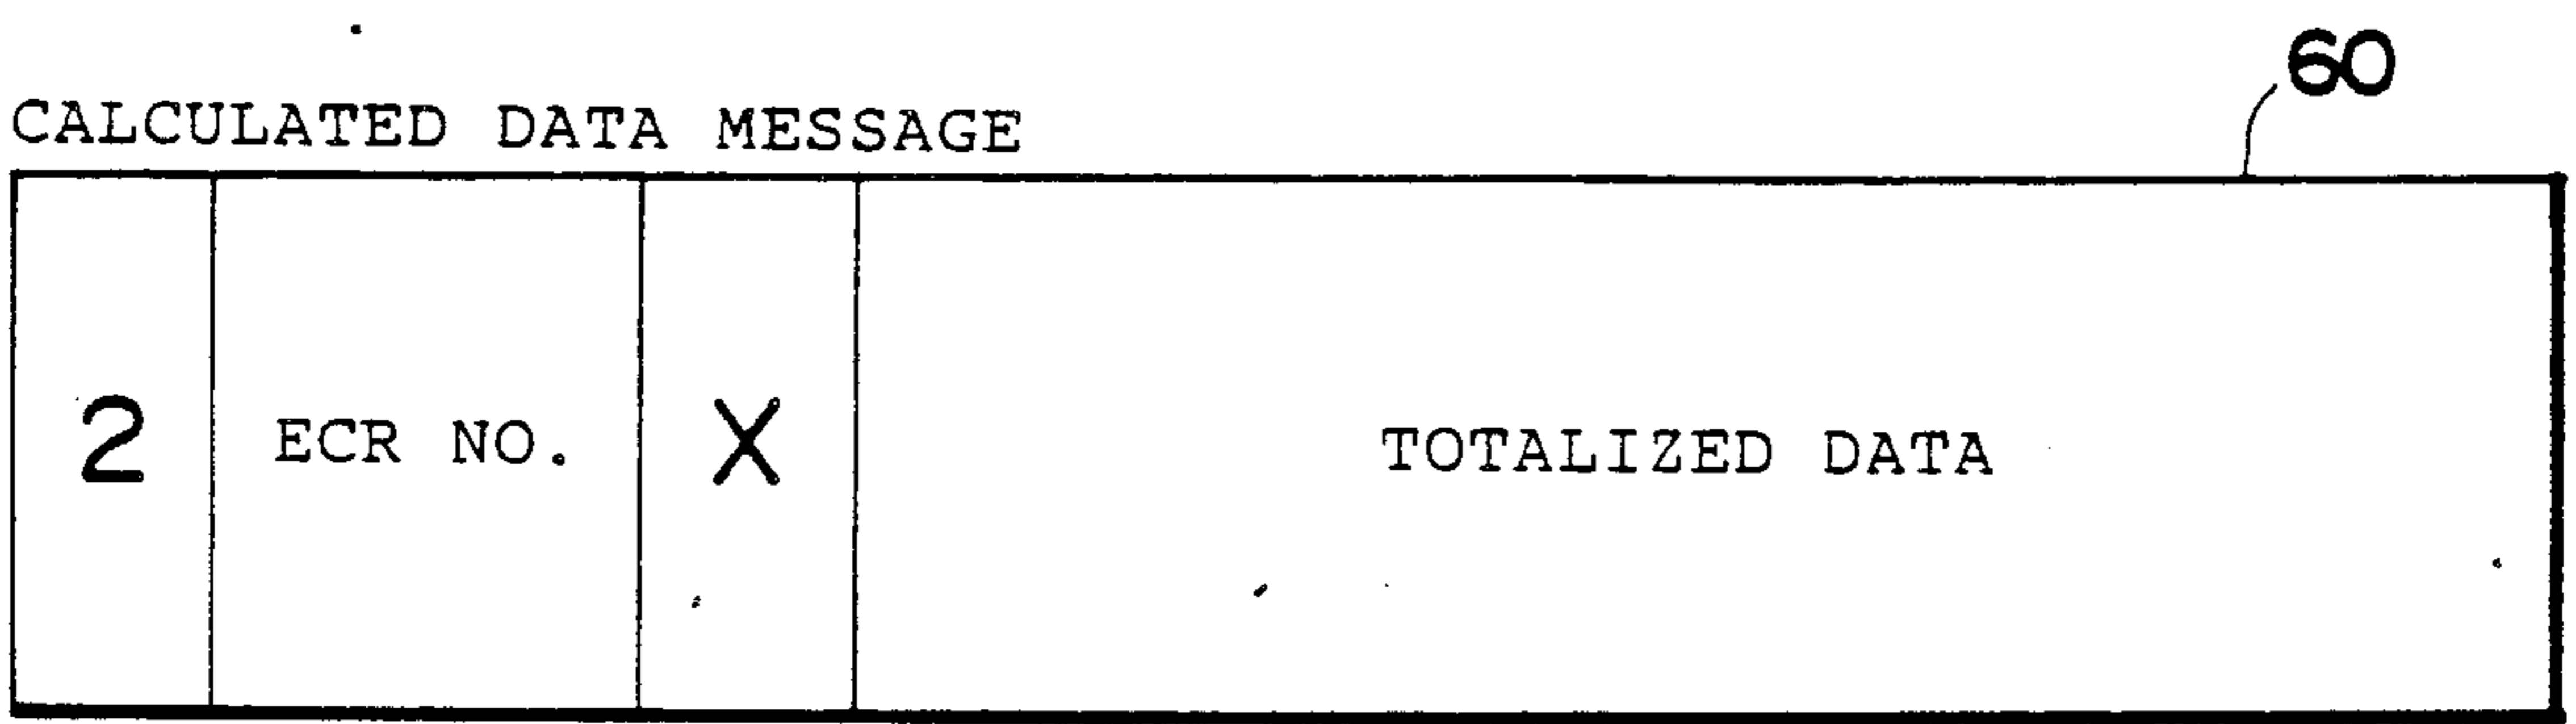 60
CALCULATED DATA MESSAGE
2 ECR NO. X TOTALIZED DATA